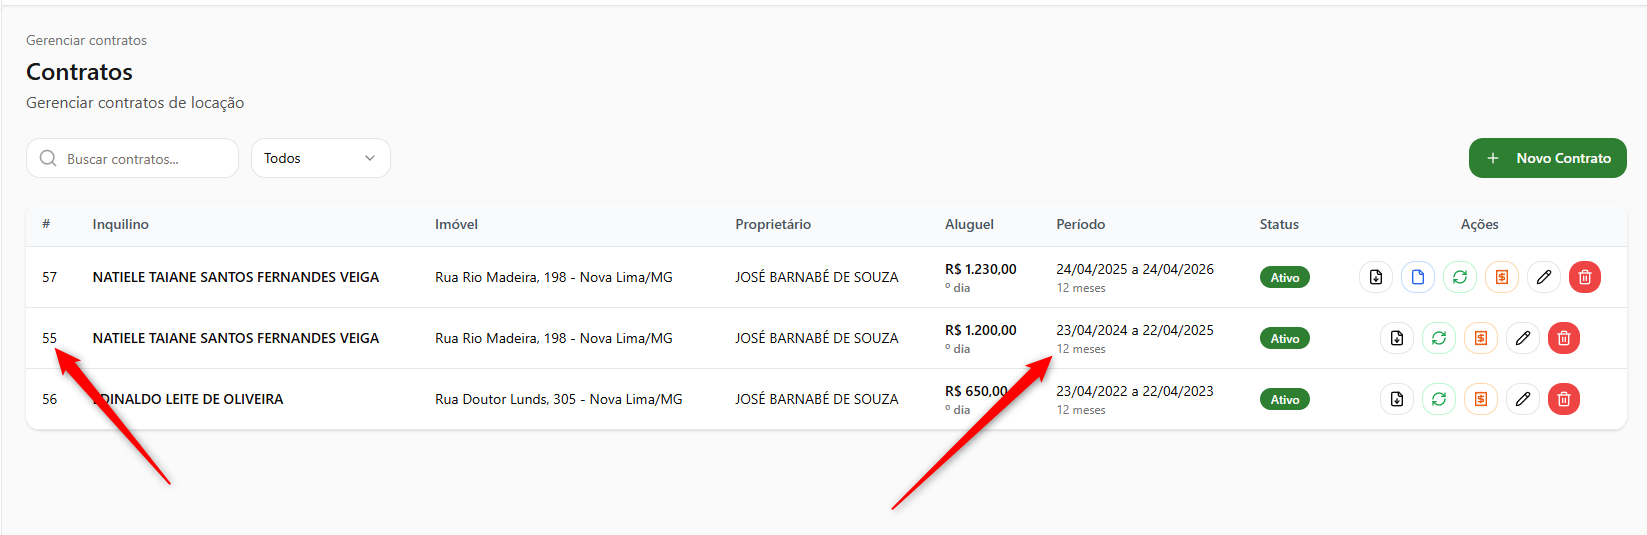 Gerenciar contratos
Contratos
Gerenciar contratos de locação
Buscar contratos...
Todos
Novo Contrato
# Inquilino Imóvel Proprietário Aluguel Período Status Ações
57 NATIELE TAIANE SANTOS FERNANDES VEIGA Rua Rio Madeira, 198 - Nova Lima/MG JOSÉ BARNABÉ DE SOUZA R$ 1.230,00 24/04/2025 a 24/04/2026 Ativo
º dia 12 meses
55 NATIELE TAIANE SANTOS FERNANDES VEIGA Rua Rio Madeira, 198 - Nova Lima/MG JOSÉ BARNABÉ DE SOUZA R$ 1.200,00 23/04/2024 a 22/04/2025 Ativo
º dia 12 meses
56 LEITE DE OLIVEIRA Rua Doutor Lunds, 305 - Nova Lima/MG JOSÉ BARNABÉ DE SOUZA R$ 650,00 23/04/2022 a 22/04/2023 Ativo
º dia 12 meses